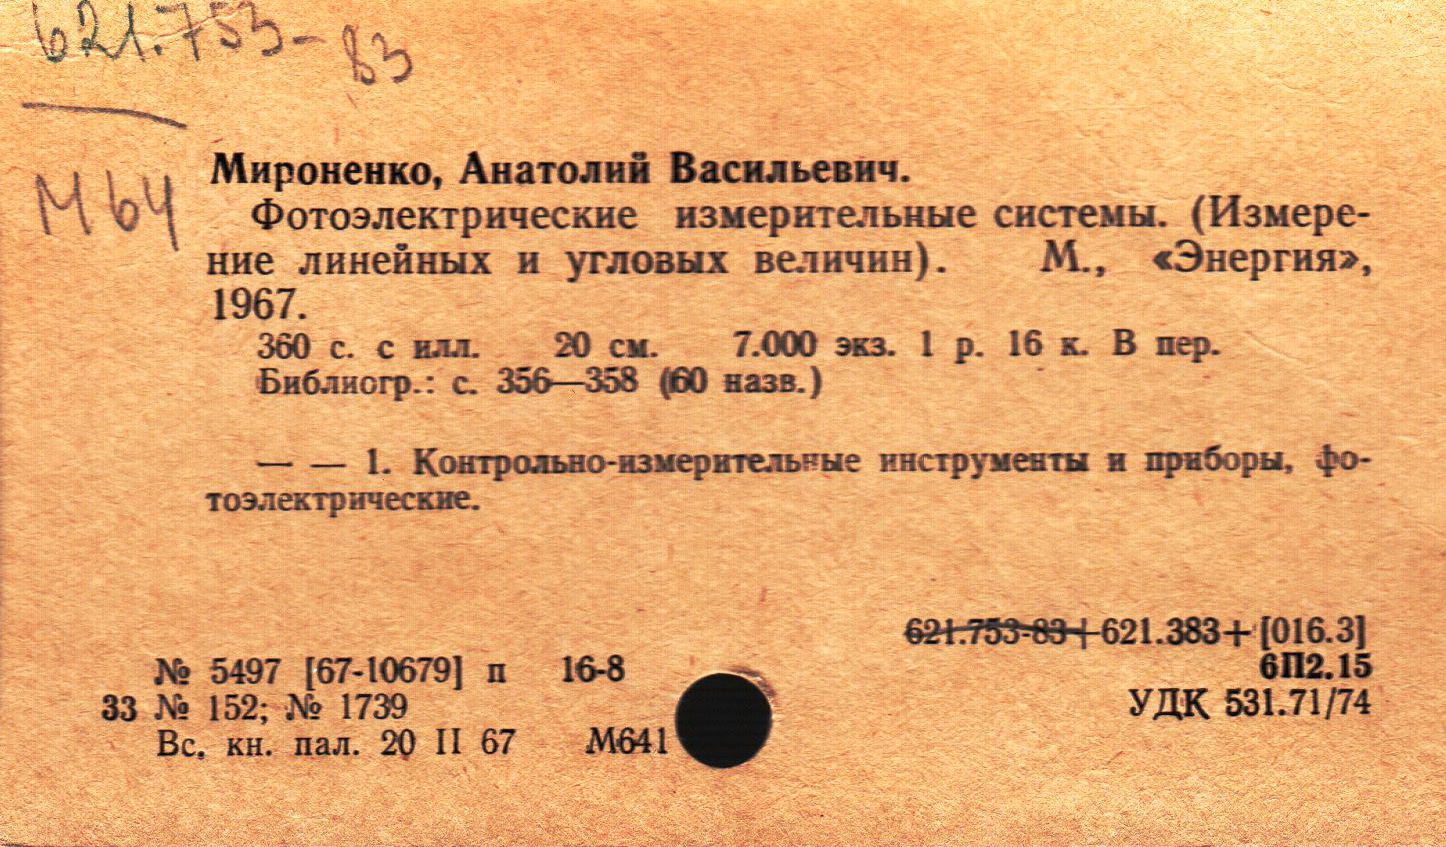 621.753-83
М64
Мироненко, Анатолий Васильевич.
Фотоэлектрические измерительные системы. (Измере-
ние линейных и угловых величин). М., «Энергия»,
1967.
360 с. с илл. 20 см. 7.000 экз. 1 р. 16 к. В пер.
Библиогр.: с. 356—358 (60 назв.)
— — 1. Контрольно-измерительные инструменты и приборы, фо-
тоэлектрические.
621.753-83+621.383+[016.3]
6П2.15
УДК 531.71/74
№ 5497 [67-10679] п 16-8
33 № 152; № 1739
Вс. кн. пал. 20 II 67 М641